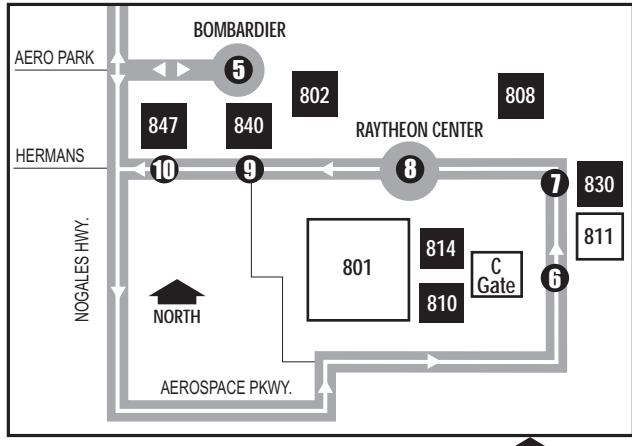 BOMBARDIER
AERO PARK
5
802
808
847
840
RAYTHEON CENTER
HERMANS
10
9
8
7
830
811
801
814
C
Gate
6
810
NOGALES HWY.
NORTH
AEROSPACE PKWY.